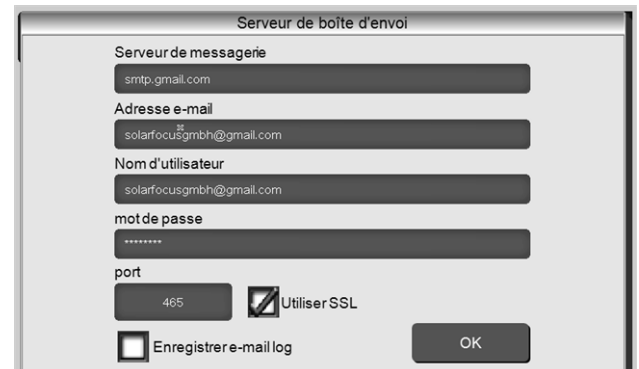 Serveur de boîte d'envoi
Serveur de messagerie
smtp.gmail.com
Adresse e-mail
solarfocusgmbh@gmail.com
Nom d'utilisateur
solarfocusgmbh@gmail.com
mot de passe
********
port
465 Utiliser SSL
Enregistrer e-mail log OK